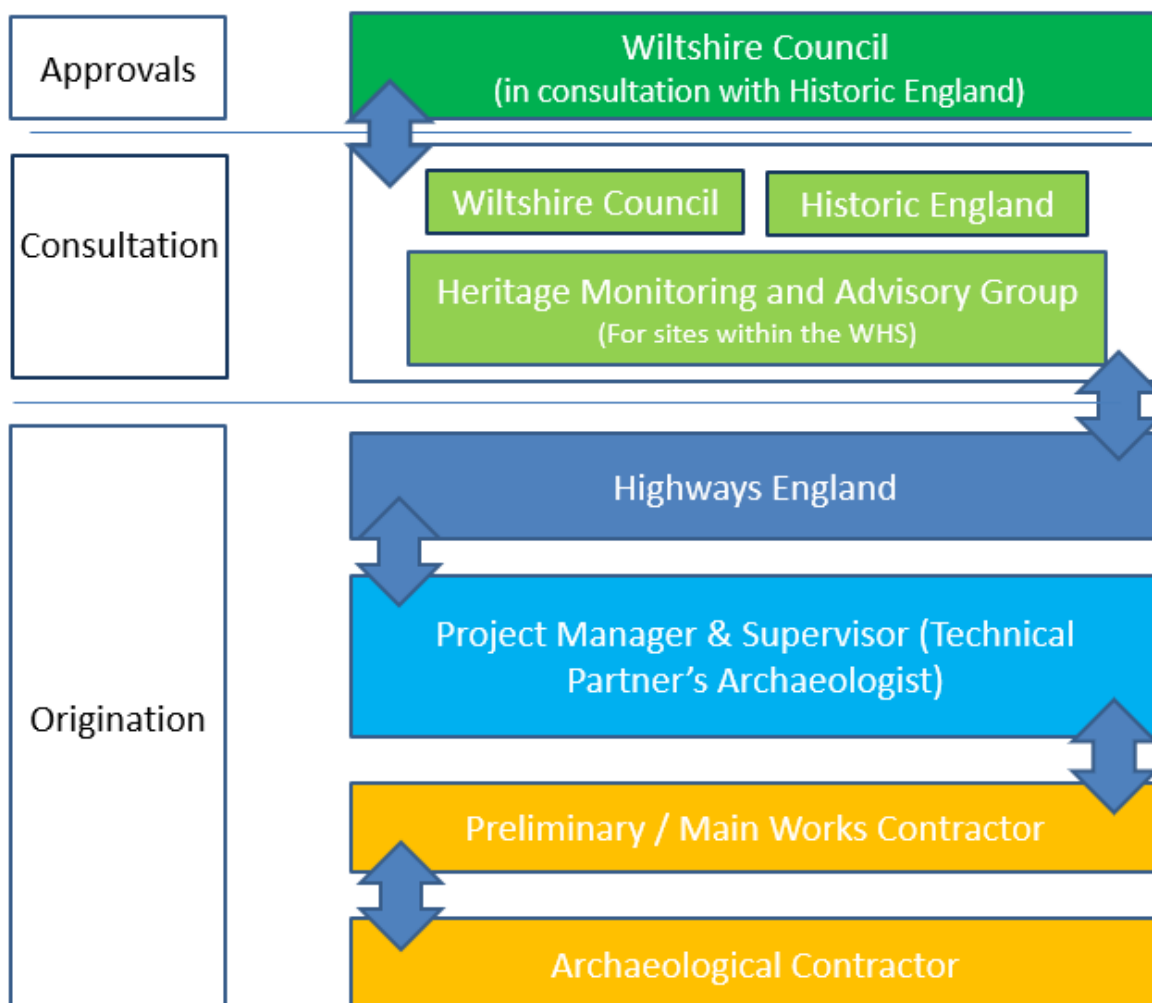 Approvals
Wiltshire Council
(in consultation with Historic England)
Consultation
Wiltshire Council
Historic England
Heritage Monitoring and Advisory Group
(For sites within the WHS)
Origination
Highways England
Project Manager & Supervisor (Technical
Partner’s Archaeologist)
Preliminary / Main Works Contractor
Archaeological Contractor